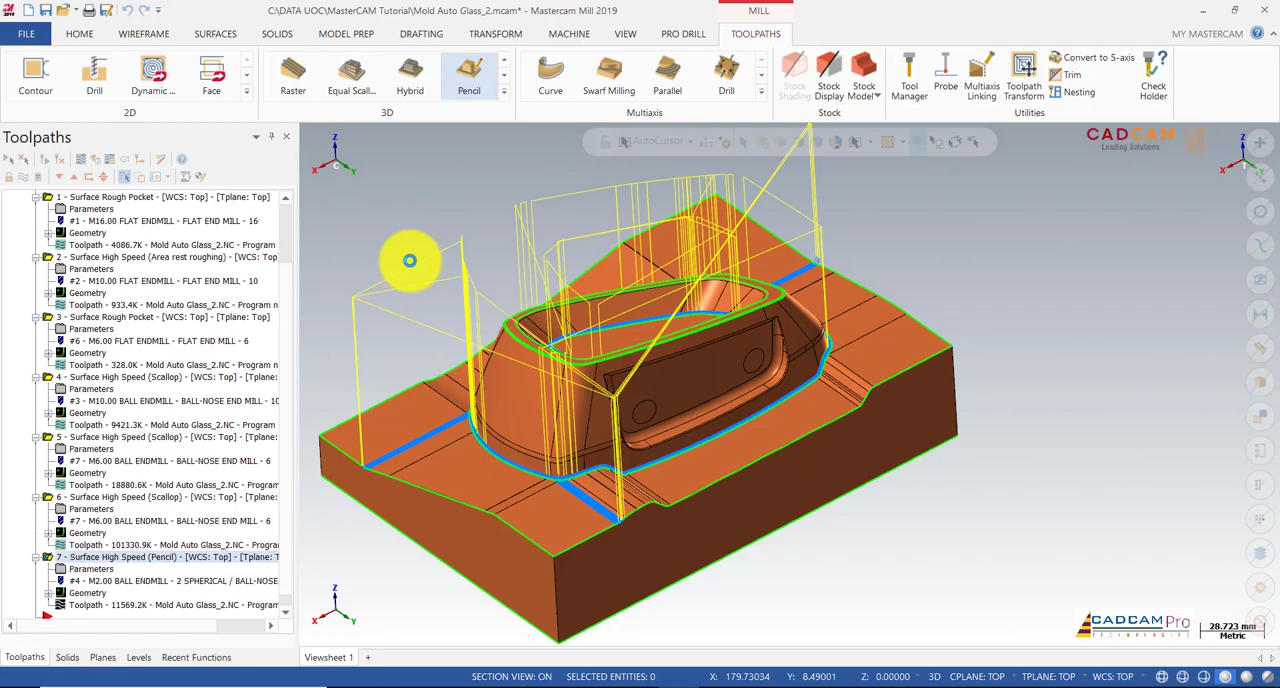 2019
C:\DATA UOC\MasterCAM Tutorial\Mold Auto Glass_2.mcam* - Mastercam Mill 2019
MILL
FILE HOME WIREFRAME SURFACES SOLIDS MODEL PREP DRAFTING TRANSFORM MACHINE VIEW PRO DRILL TOOLPATHS MY MASTERCAM
Contour Drill Dynamic ... Face
2D
Raster Equal Scall... Hybrid Pencil
3D
Curve Swarf Milling Parallel Drill
Multiaxis
Stock Shading Stock Display Stock Model
Stock
Tool Manager Probe Multiaxis Linking Toolpath Transform Convert to 5-axis Trim Nesting Check Holder
Utilities
Toolpaths
G1
1 - Surface Rough Pocket - [WCS: Top] - [Tplane: Top]
Parameters
#1 - M16.00 FLAT ENDMILL - FLAT END MILL - 16
Geometry
Toolpath - 4086.7K - Mold Auto Glass_2.NC - Program
2 - Surface High Speed (Area rest roughing) - [WCS: Top
Parameters
#2 - M10.00 FLAT ENDMILL - FLAT END MILL - 10
Geometry
Toolpath - 933.4K - Mold Auto Glass_2.NC - Program n
3 - Surface Rough Pocket - [WCS: Top] - [Tplane: Top]
Parameters
#6 - M6.00 FLAT ENDMILL - FLAT END MILL - 6
Geometry
Toolpath - 328.0K - Mold Auto Glass_2.NC - Program n
4 - Surface High Speed (Scallop) - [WCS: Top] - [Tplane:
Parameters
#3 - M10.00 BALL ENDMILL - BALL-NOSE END MILL - 10
Geometry
Toolpath - 9421.3K - Mold Auto Glass_2.NC - Program
5 - Surface High Speed (Scallop) - [WCS: Top] - [Tplane:
Parameters
#7 - M6.00 BALL ENDMILL - BALL-NOSE END MILL - 6
Geometry
Toolpath - 18880.6K - Mold Auto Glass_2.NC - Program
6 - Surface High Speed (Scallop) - [WCS: Top] - [Tplane:
Parameters
#7 - M6.00 BALL ENDMILL - BALL-NOSE END MILL - 6
Geometry
Toolpath - 101330.9K - Mold Auto Glass_2.NC - Progra
7 - Surface High Speed (Pencil) - [WCS: Top] - [Tplane: T
Parameters
#4 - M2.00 BALL ENDMILL - 2 SPHERICAL / BALL-NOSE
Geometry
Toolpath - 11569.2K - Mold Auto Glass_2.NC - Program
AutoCursor
CADCAM
Leading Solutions
Z
X
Y
Z
X
Y
Z
X
Y
CADCAMPro
28.723 mm
Metric
Toolpaths Solids Planes Levels Recent Functions
Viewsheet 1 +
SECTION VIEW: ON SELECTED ENTITIES: 0 X: 179.73034 Y: 8.49001 Z: 0.00000 3D CPLANE: TOP TPLANE: TOP WCS: TOP